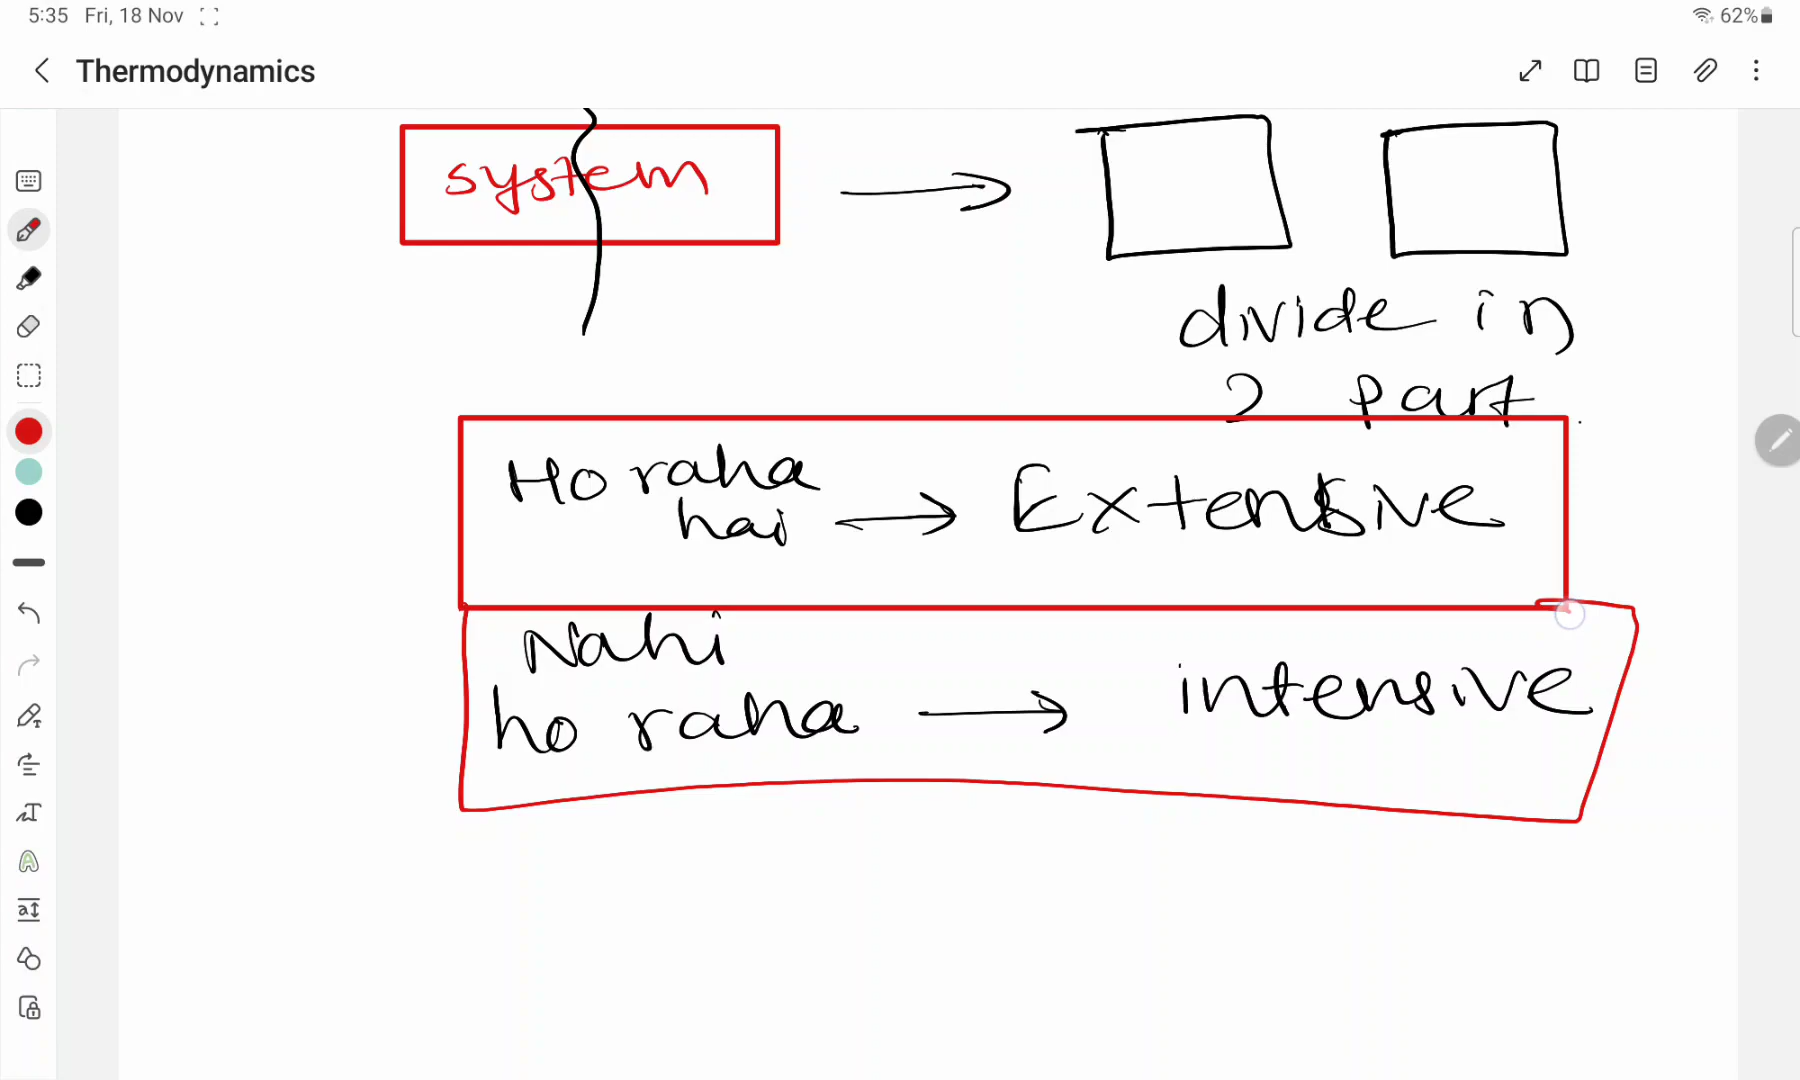 5:35 Fri, 18 Nov
62%
Thermodynamics
system
divide in
2 part
Ho raha
hai → Extensive
Nahi
ho raha → intensive